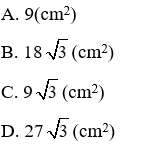 A. 9(cm²)
B. 18 √3 (cm²)
C. 9 √3 (cm²)
D. 27 √3 (cm²)